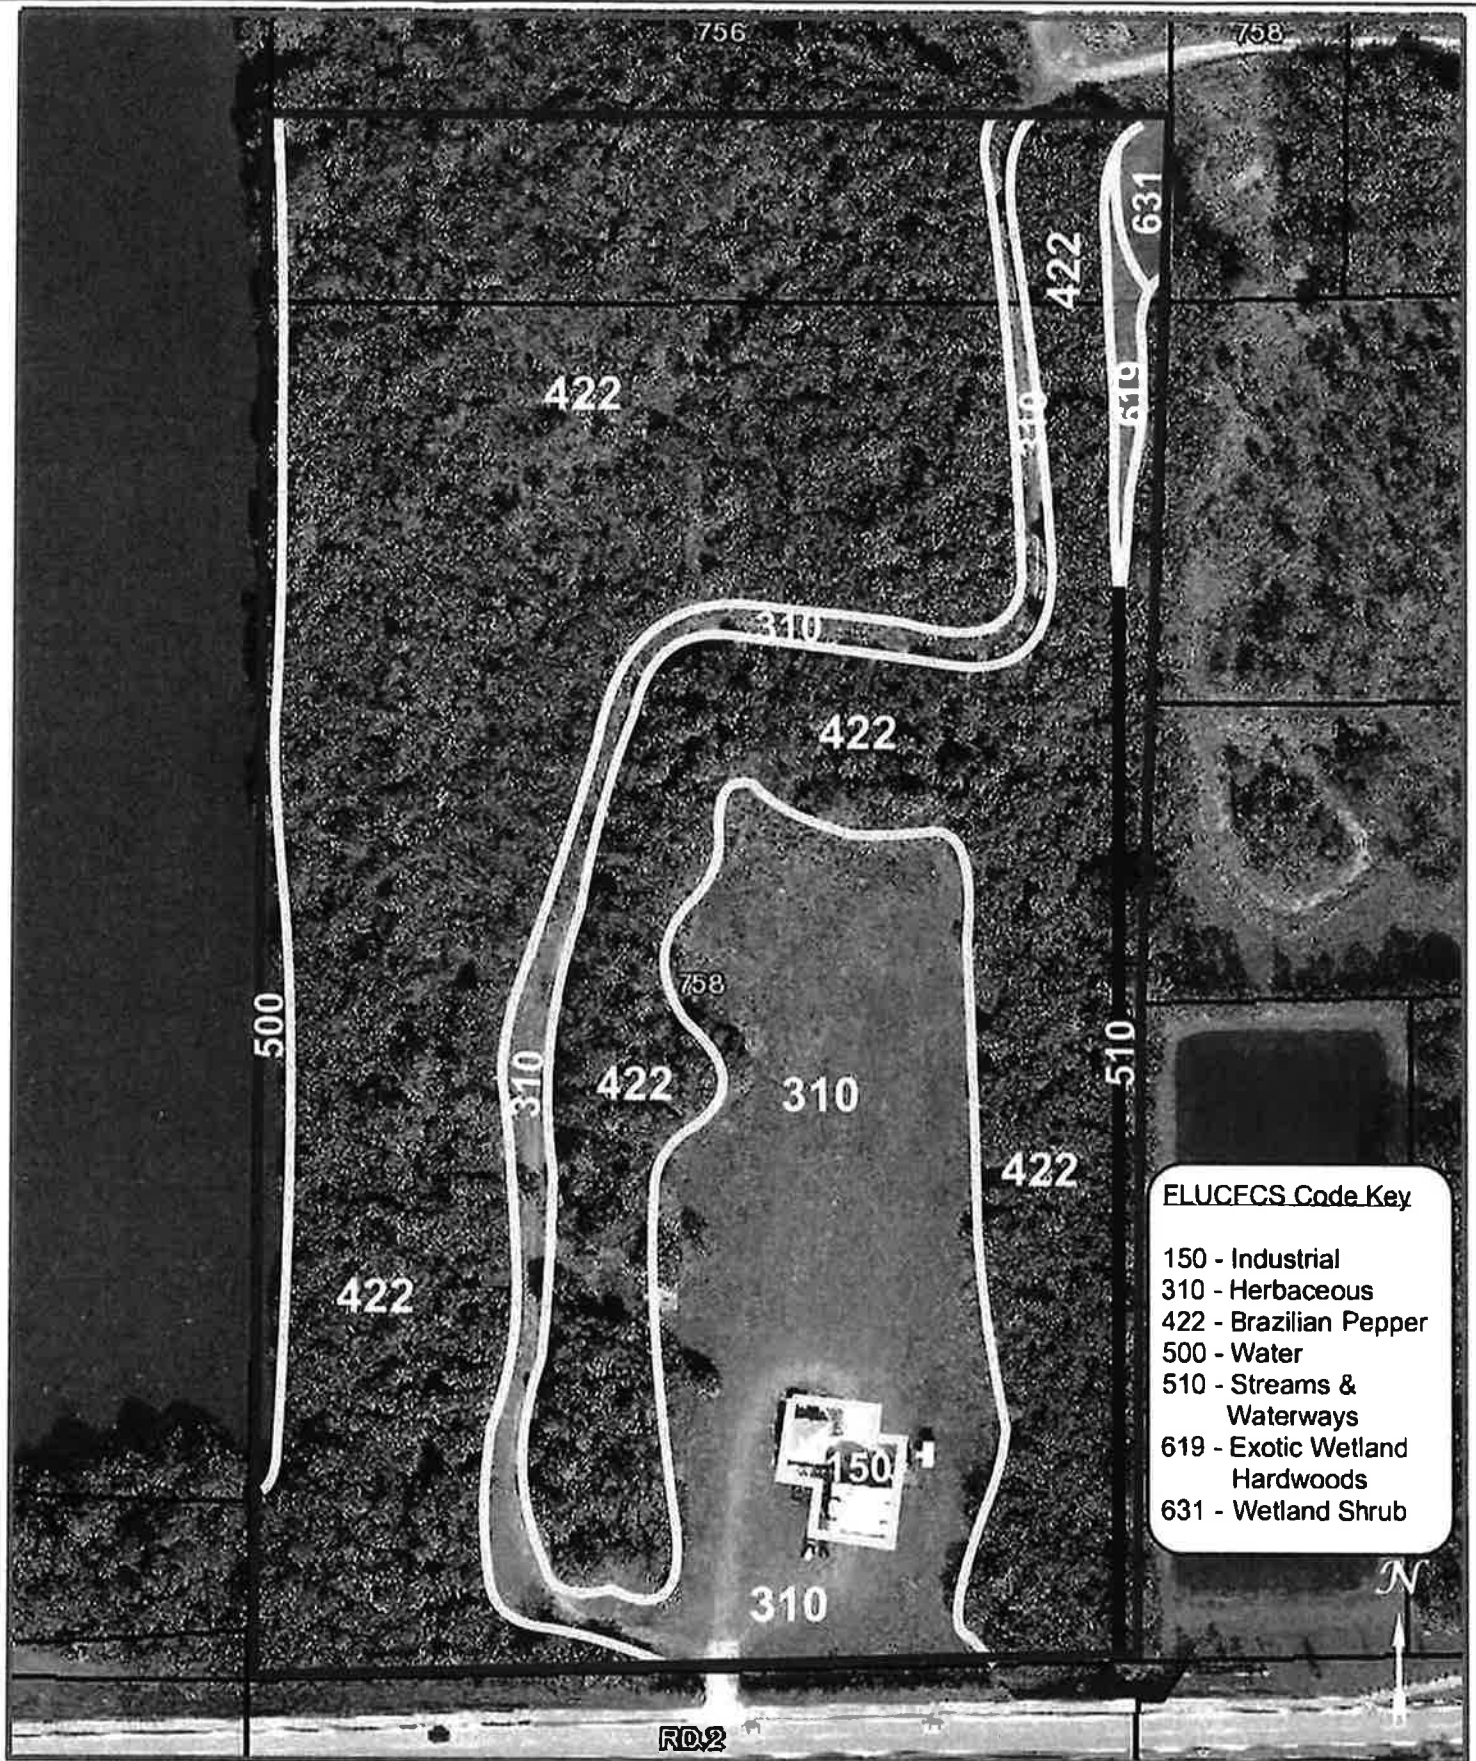 756
758
631
422
422
310
619
310
422
758
500
310
422
310
510
422
422
150
310
RD.2
FLUCFCS Code Key
150 - Industrial
310 - Herbaceous
422 - Brazilian Pepper
500 - Water
510 - Streams &
Waterways
619 - Exotic Wetland
Hardwoods
631 - Wetland Shrub
N